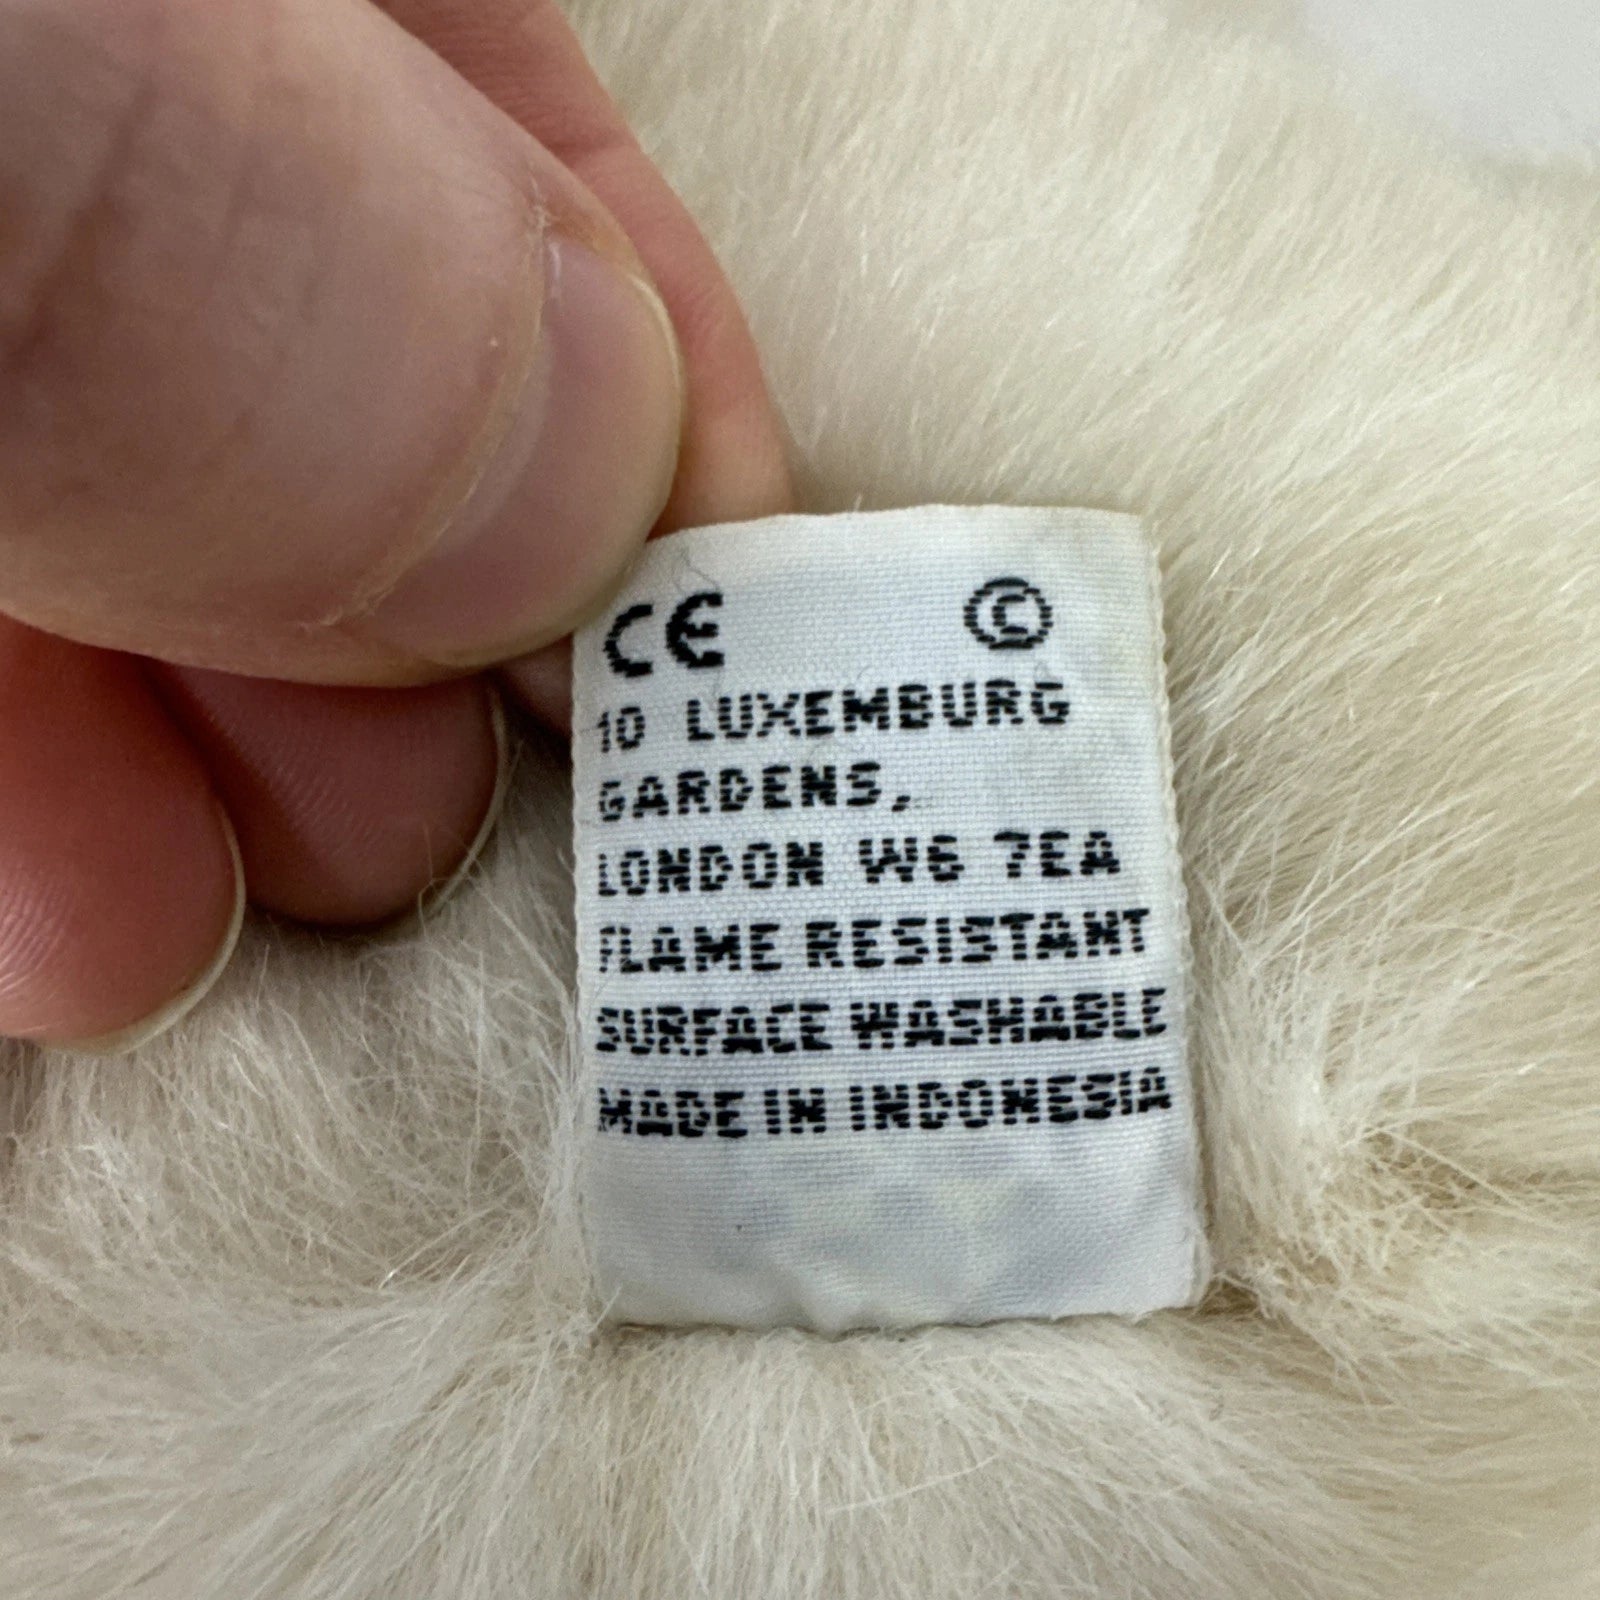 CE ©
10 LUXEMBURG
GARDENS,
LONDON W6 7EA
FLAME RESISTANT
SURFACE WASHABLE
MADE IN INDONESIA